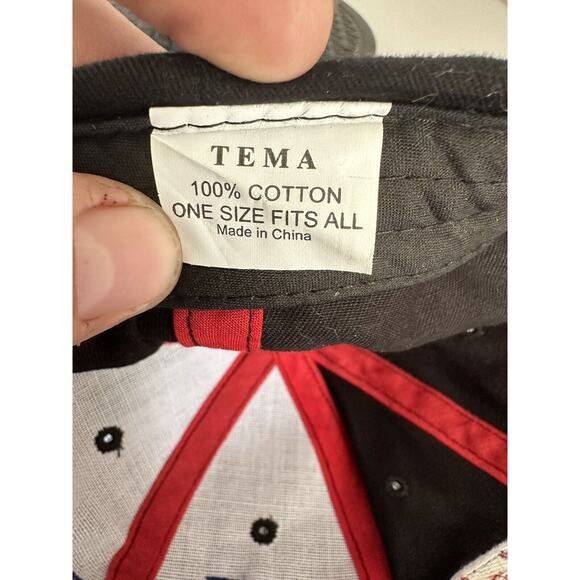 TEMA
100% COTTON
ONE SIZE FITS ALL
Made in China